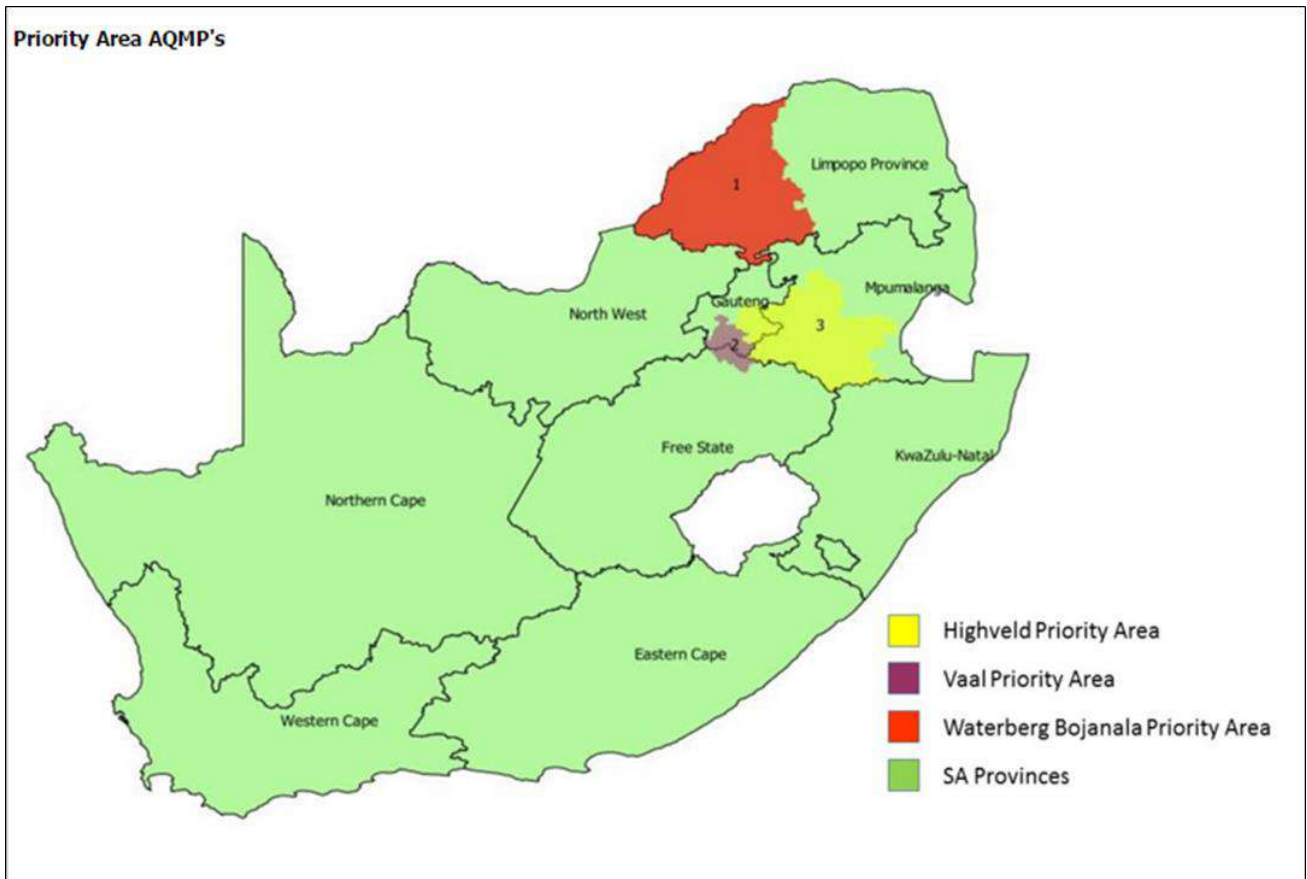 Priority Area AQMP's
Limpopo Province
1
Mpumalanga
Gauteng
North West
3
2
Free State
KwaZulu-Natal
Northern Cape
Eastern Cape
Western Cape
Highveld Priority Area
Vaal Priority Area
Waterberg Bojanala Priority Area
SA Provinces